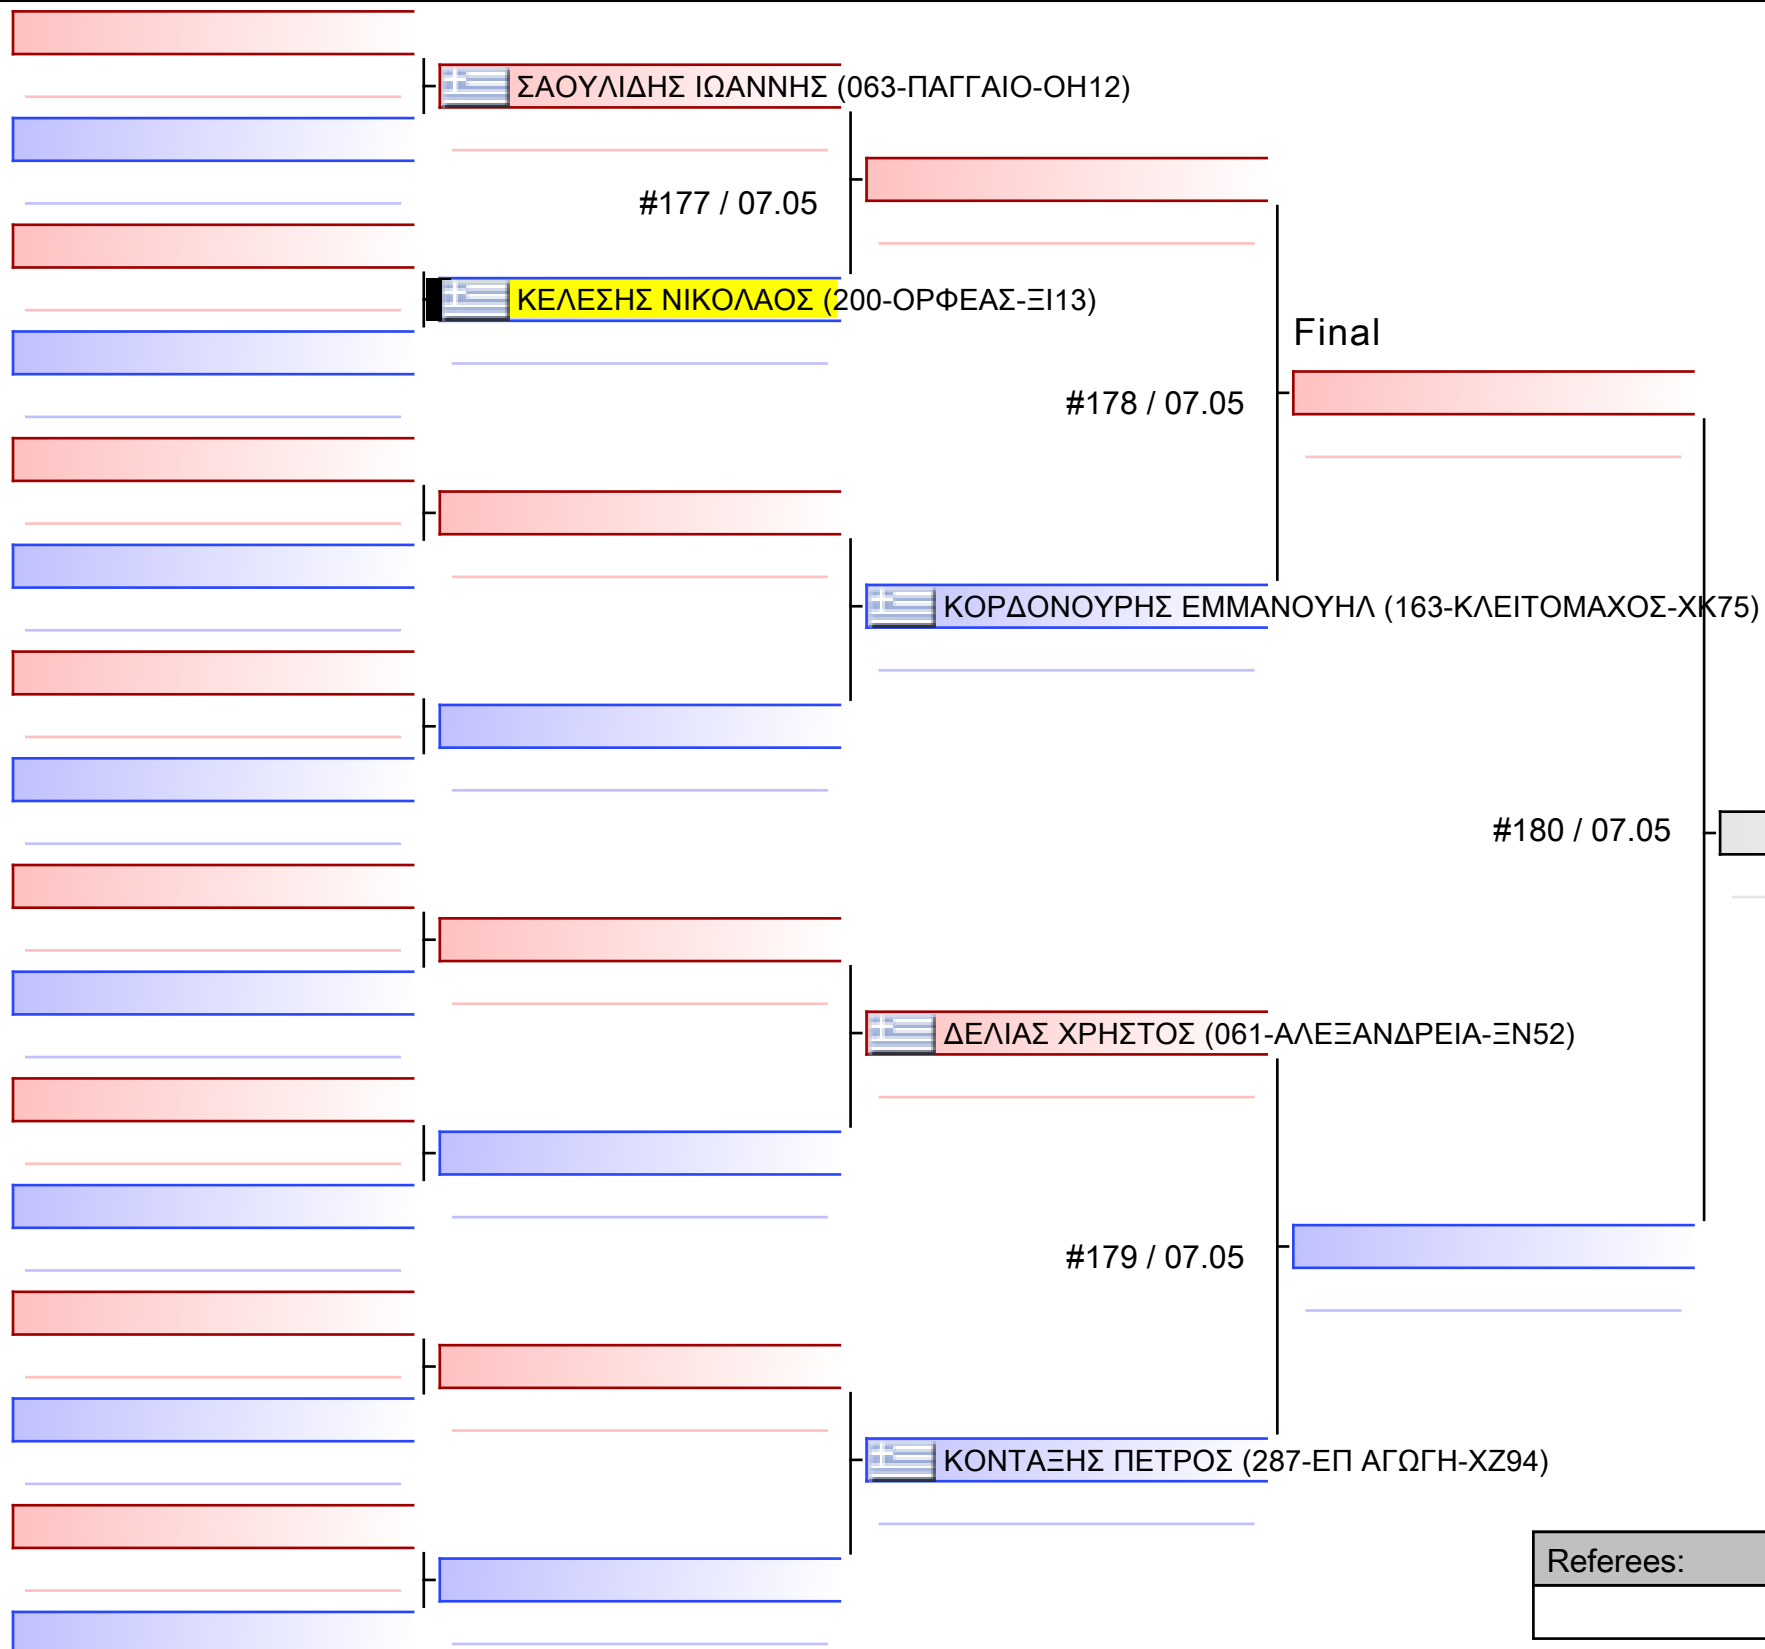 ΣΑΟΥΛΙΔΗΣ ΙΩΑΝΝΗΣ (063-ΠΑΓΓΑΙΟ-ΟΗ12)
#177 / 07.05
ΚΕΛΕΣΗΣ ΝΙΚΟΛΑΟΣ (200-ΟΡΦΕΑΣ-ΞΙ13)
Final
#178 / 07.05
ΚΟΡΔΟΝΟΥΡΗΣ ΕΜΜΑΝΟΥΗΛ (163-ΚΛΕΙΤΟΜΑΧΟΣ-ΧΚ75)
#180 / 07.05
ΔΕΛΙΑΣ ΧΡΗΣΤΟΣ (061-ΑΛΕΞΑΝΔΡΕΙΑ-ΞΝ52)
#179 / 07.05
ΚΟΝΤΑΞΗΣ ΠΕΤΡΟΣ (287-ΕΠ ΑΓΩΓΗ-ΧΖ94)
Referees: